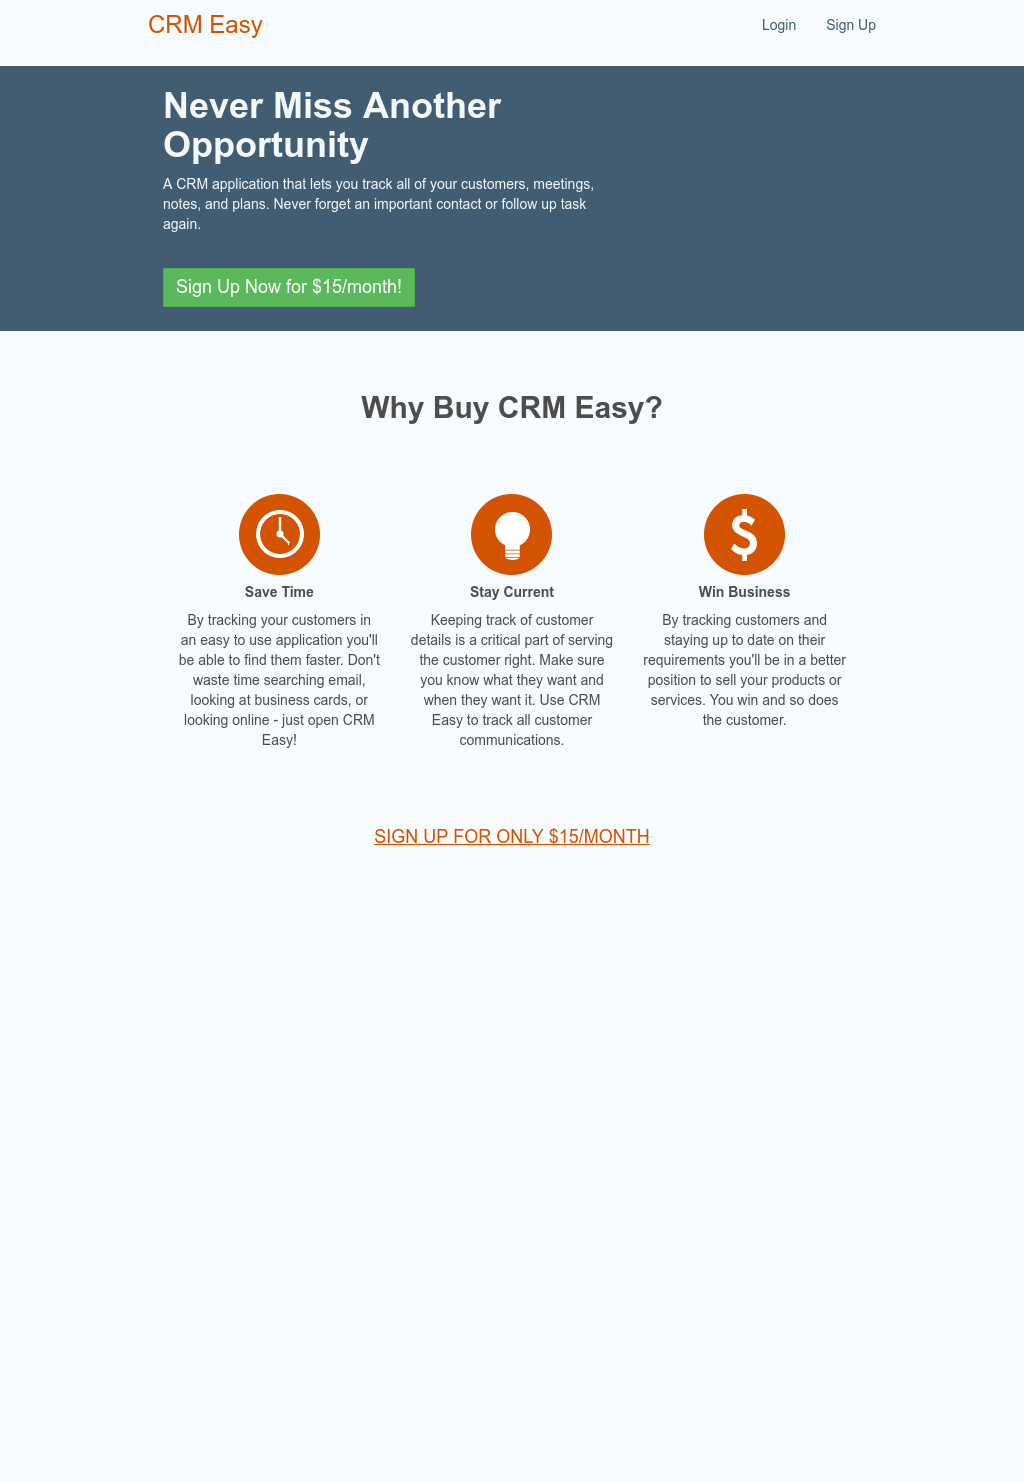 CRM Easy
Login
Sign Up
Never Miss Another
Opportunity
A CRM application that lets you track all of your customers, meetings,
notes, and plans. Never forget an important contact or follow up task
again.
Sign Up Now for $15/month!
Why Buy CRM Easy?
Save Time
By tracking your customers in
an easy to use application you'll
be able to find them faster. Don't
waste time searching email,
looking at business cards, or
looking online - just open CRM
Easy!
Stay Current
Keeping track of customer
details is a critical part of serving
the customer right. Make sure
you know what they want and
when they want it. Use CRM
Easy to track all customer
communications.
Win Business
By tracking customers and
staying up to date on their
requirements you'll be in a better
position to sell your products or
services. You win and so does
the customer.
SIGN UP FOR ONLY $15/MONTH